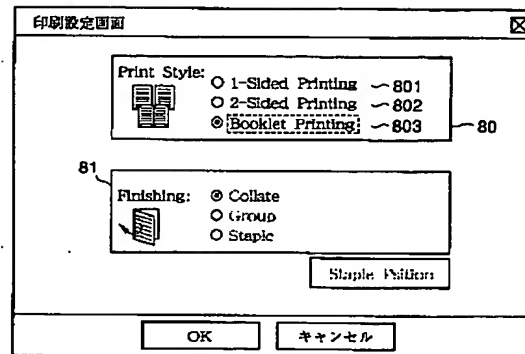 印刷設定画面
Print Style:
1-Sided Printing 801
2-Sided Printing 802
Booklet Printing 803
80
81
Finishing:
Collate
Group
Staple
Staple Position
OK
キャンセル